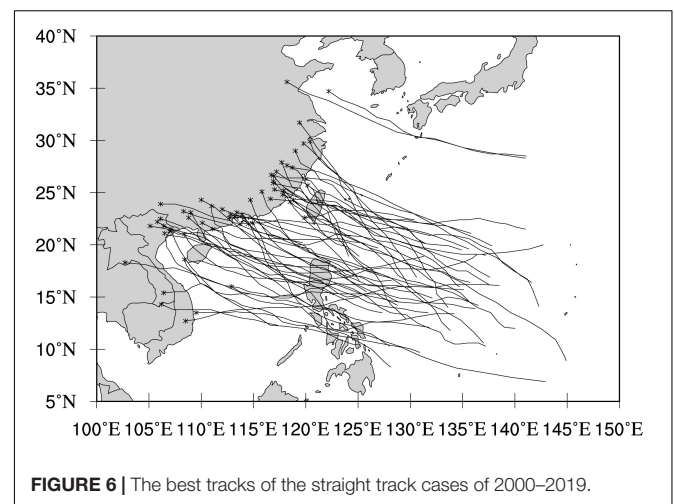 40°N
35°N
30°N
25°N
20°N
15°N
10°N
5°N
100°E 105°E 110°E 115°E 120°E 125°E 130°E 135°E 140°E 145°E 150°E
FIGURE 6 | The best tracks of the straight track cases of 2000–2019.